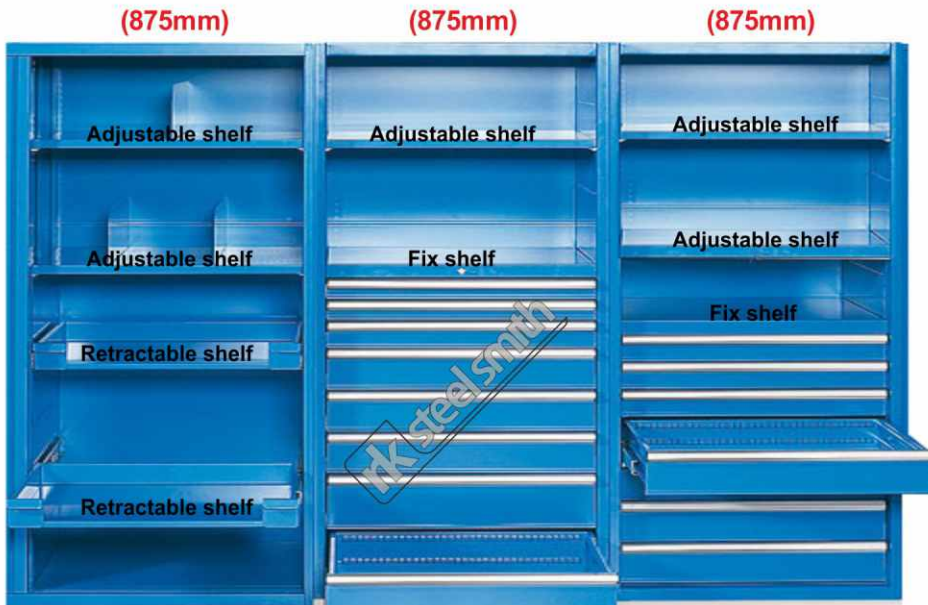 (875mm) (875mm) (875mm)
Adjustable shelf Adjustable shelf Adjustable shelf
Adjustable shelf Fix shelf Adjustable shelf
Fix shelf
Retractable shelf
rk steel smith
Retractable shelf